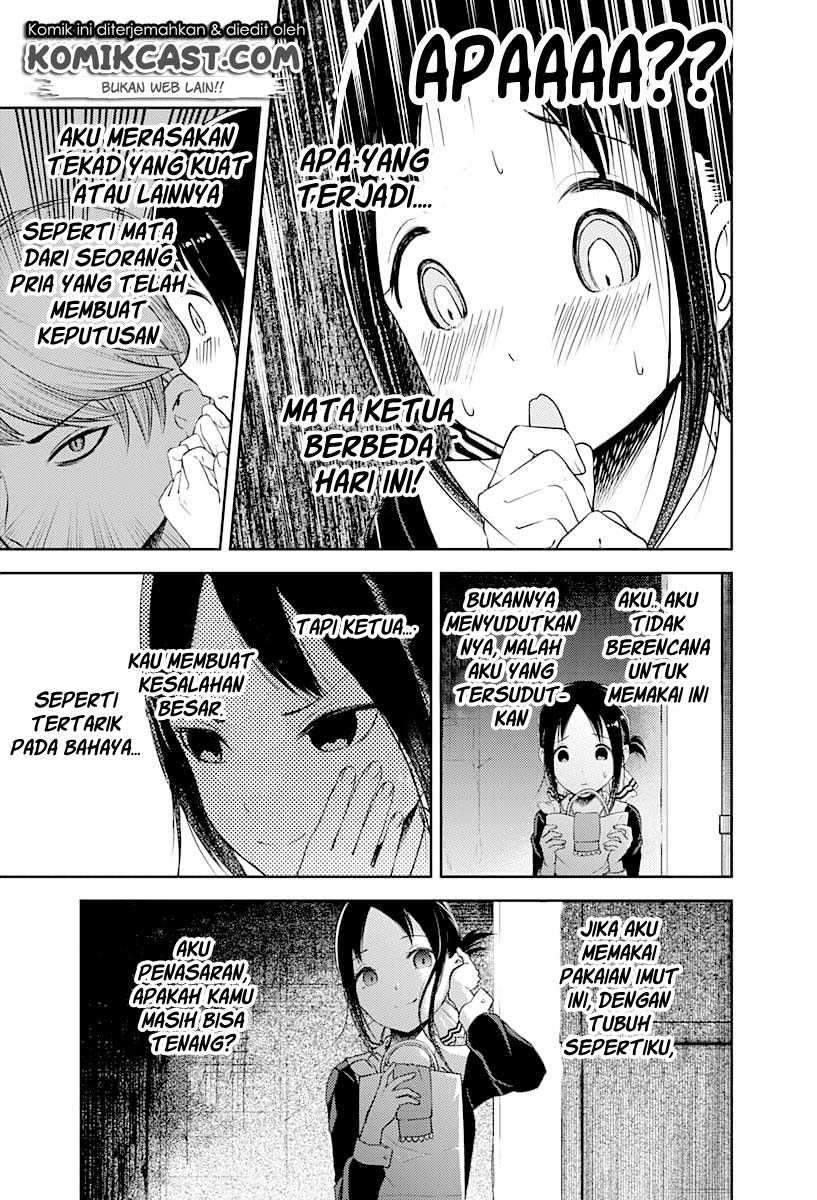 Komik ini diterjemahkan & diedit oleh
KOMIKCAST.COM
BUKAN WEB LAIN!!
APAAAA??
APA-YANG
TERJADI....
MATA KETUA
BERBEDA
HARI INI!
AKU MERASAKAN
TEKAD YANG KUAT
ATAU LAINNYA
SEPERTI MATA
DARI SEORANG
PRIA YANG TELAH
MEMBUAT
KEPUTUSAN
AKU.. AKU
TIDAK
BERENCANA
UNTUK
MEMAKAI INI
BUKANNYA
MENYUDUTKAN
NYA, MALAH
AKU YANG
TERSUDUT-
KAN
TAPI KETUA...
KAU MEMBUAT
KESALAHAN
BESAR.
SEPERTI
TERTARIK
PADA BAHAYA...
JIKA AKU
MEMAKAI
PAKAIAN IMUT
INI, DENGAN
TUBUH
SEPERTIKU,
AKU
PENASARAN,
APAKAH KAMU
MASIH BISA
TENANG?